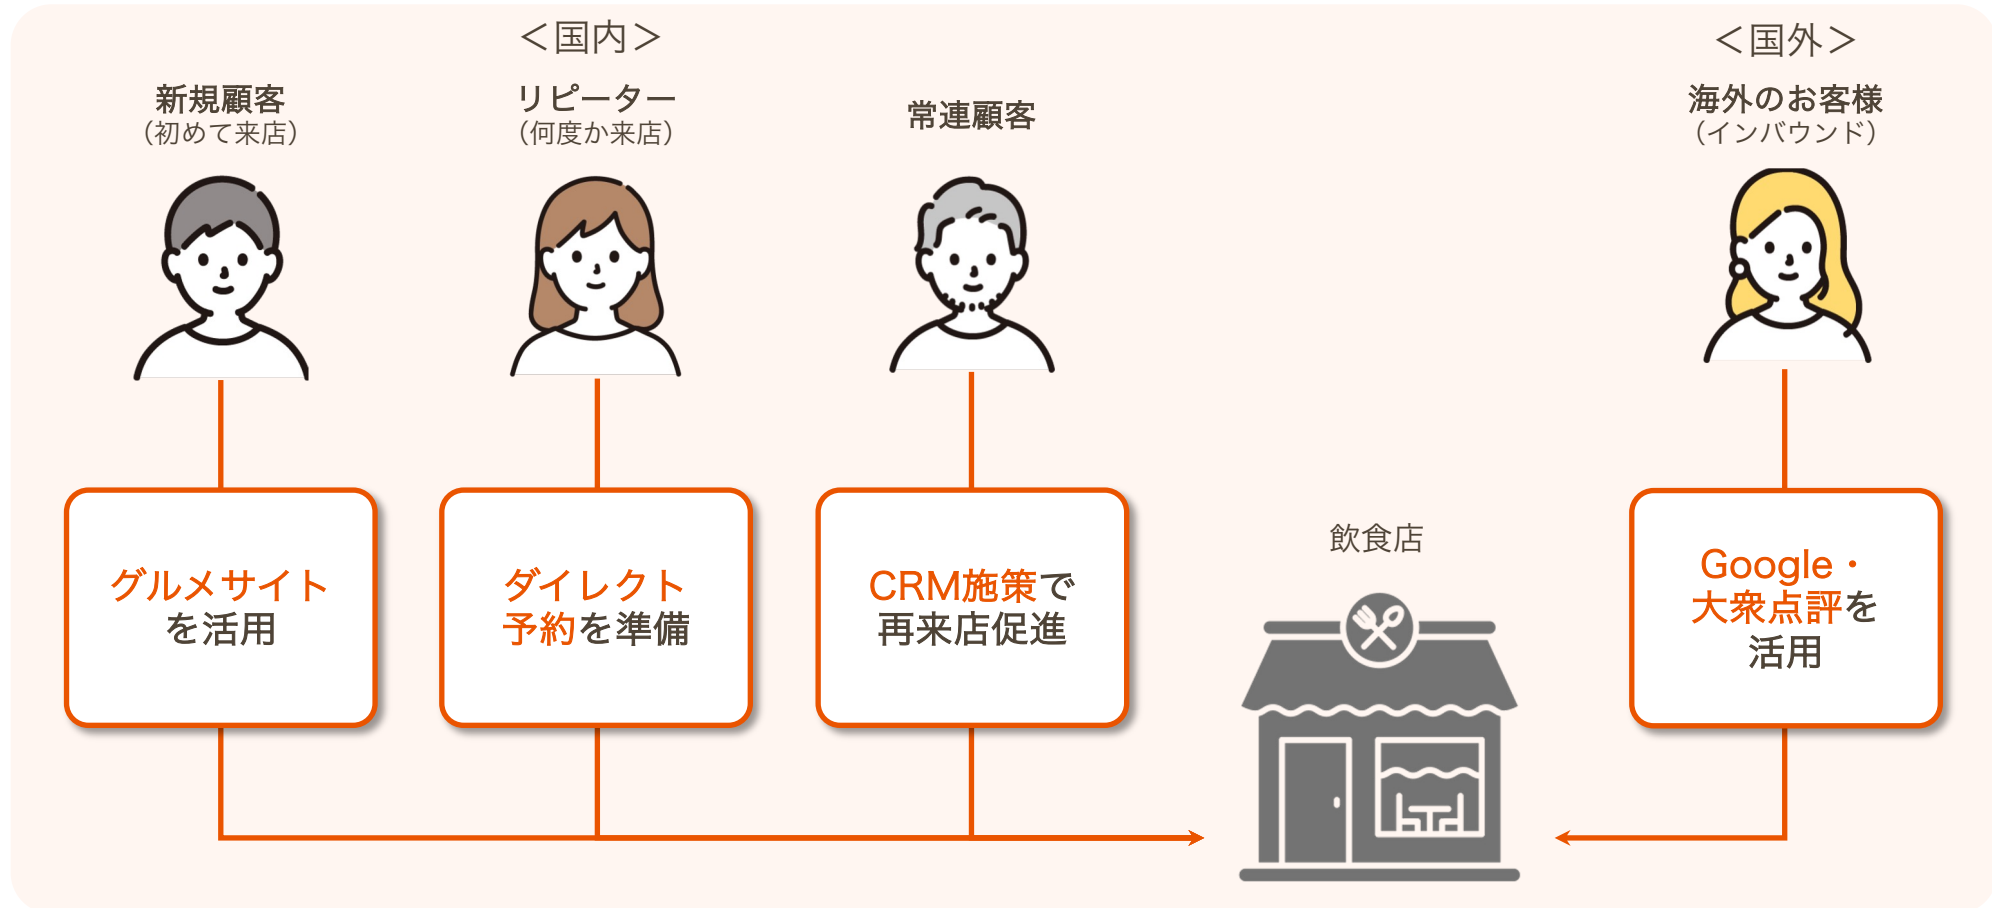 ＜国内＞
新規顧客
（初めて来店）
リピーター
（何度か来店）
常連顧客
グルメサイト
を活用
ダイレクト
予約を準備
CRM施策で
再来店促進
飲食店
＜国外＞
海外のお客様
（インバウンド）
Google・
大衆点評を
活用